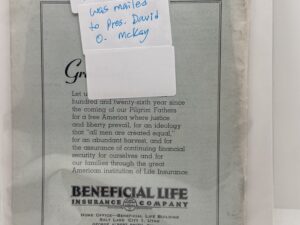 was mailed
to Pres. David
O. McKay
Gr
Let u
hundred and twenty-sixth year since
the coming of our Pilgrim Fathers
for a free America where justice
and liberty prevail, for an ideology
that "all men are created equal,"
for an abundant harvest, and for
the assurance of continuing financial
security for ourselves and for
our families through the great
American institution of Life Insurance
BENEFICIAL LIFE
INSURANCE COMPANY
HOME OFFICE—BENEFICIAL LIFE BUILDING
SALT LAKE CITY 1, UTAH